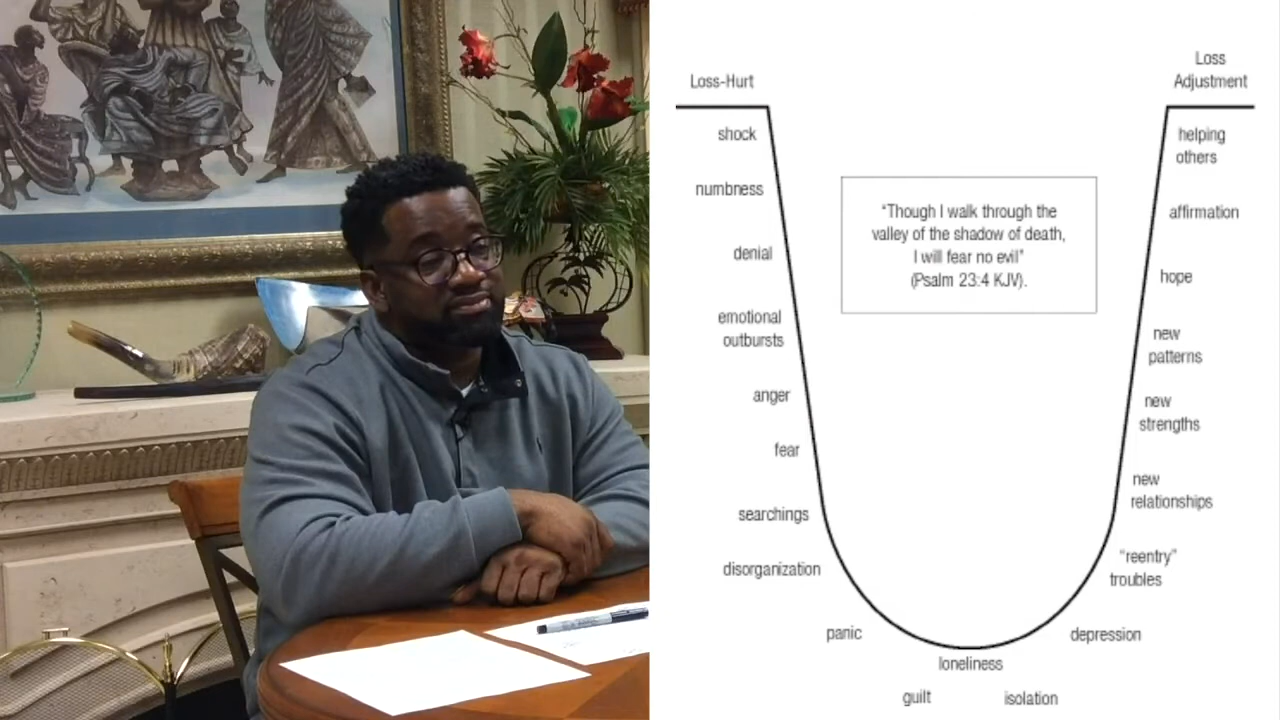 Loss-Hurt
shock
numbness
denial
emotional
outbursts
anger
fear
searchings
disorganization
panic
loneliness
guilt
isolation
depression
"reentry"
troubles
new
relationships
new
strengths
new
patterns
hope
affirmation
helping
others
Loss
Adjustment
"Though I walk through the
valley of the shadow of death,
I will fear no evil"
(Psalm 23:4 KJV).